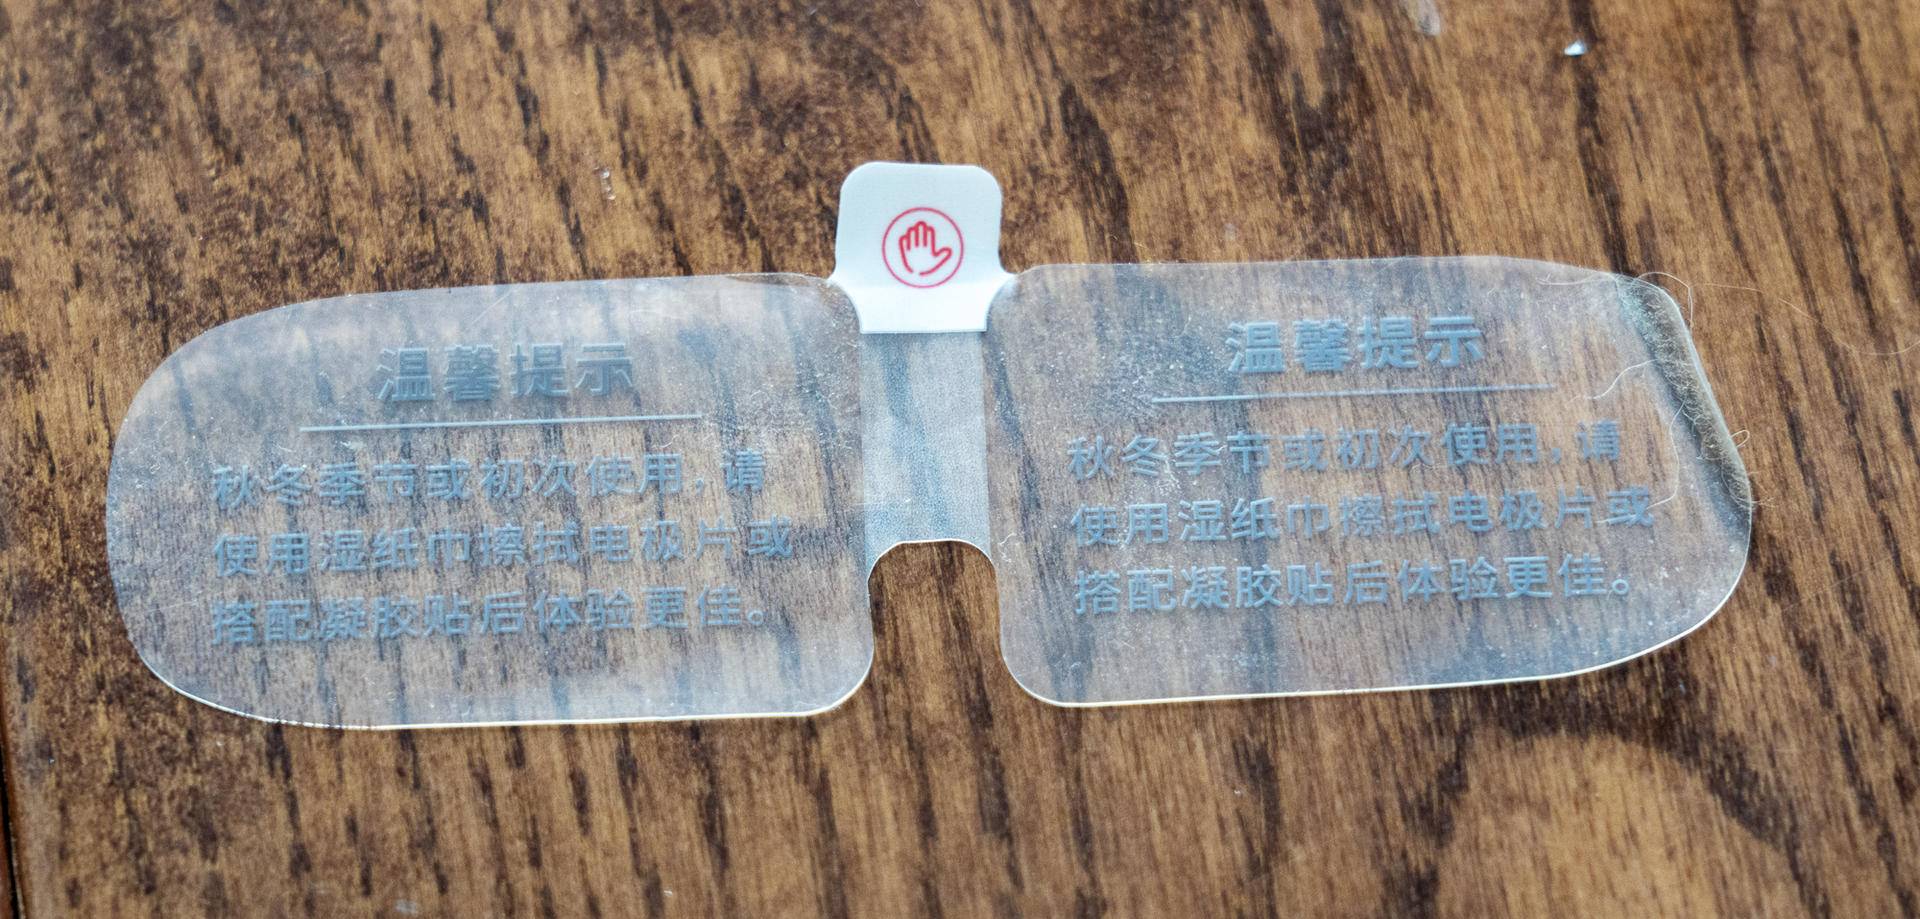 温馨提示
秋冬季节或初次使用，请
使用湿纸巾擦拭电极片或
搭配凝胶贴后体验更佳。
温馨提示
秋冬季节或初次使用，请
使用湿纸巾擦拭电极片或
搭配凝胶贴后体验更佳。